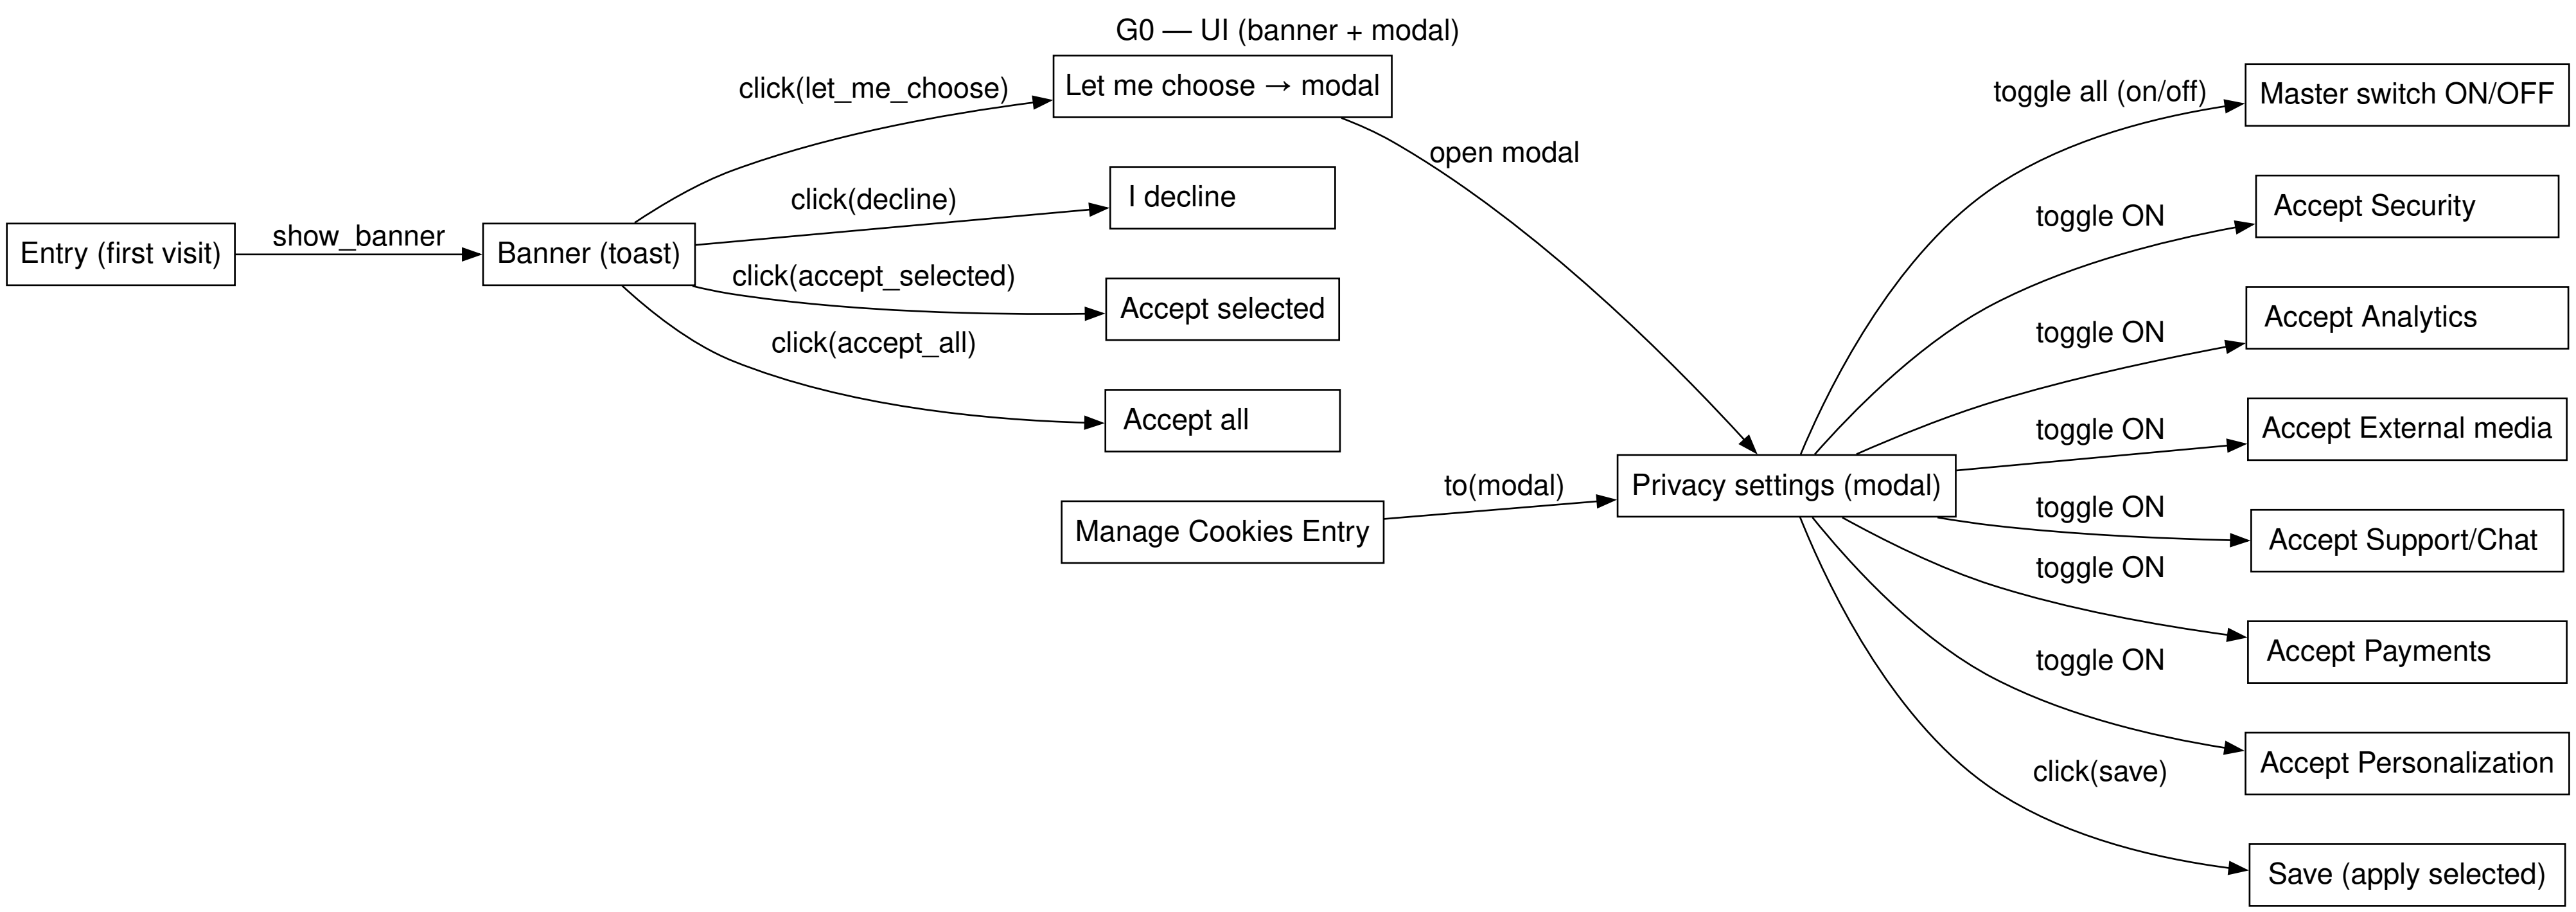 G0 — UI (banner + modal)
Entry (first visit)
show_banner
Banner (toast)
click(let_me_choose)
Let me choose → modal
click(decline)
I decline
click(accept_selected)
Accept selected
click(accept_all)
Accept all
open modal
Manage Cookies Entry
to(modal)
Privacy settings (modal)
toggle all (on/off)
Master switch ON/OFF
toggle ON
Accept Security
toggle ON
Accept Analytics
toggle ON
Accept External media
toggle ON
Accept Support/Chat
toggle ON
Accept Payments
toggle ON
Accept Personalization
click(save)
Save (apply selected)